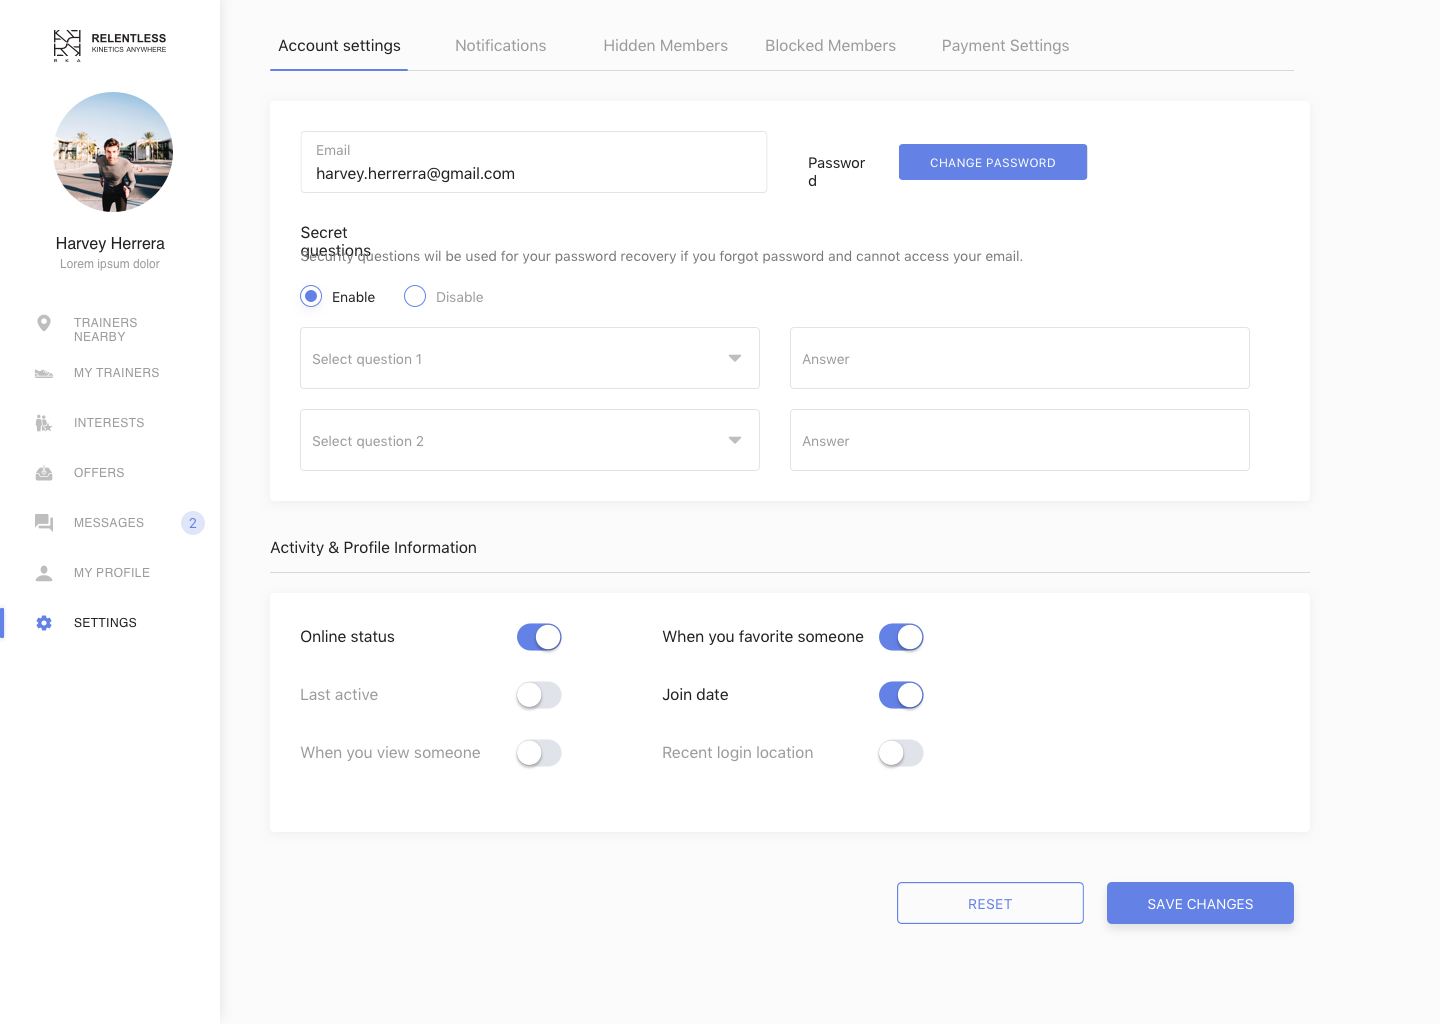 RELENTLESS
KINETICS ANYWHERE
R K A
Harvey Herrera
Lorem ipsum dolor
TRAINERS
NEARBY
MY TRAINERS
INTERESTS
OFFERS
MESSAGES 2
MY PROFILE
SETTINGS
Account settings Notifications Hidden Members Blocked Members Payment Settings
Email
harvey.herrerra@gmail.com
Passwor
d
CHANGE PASSWORD
Secret
questions
Security questions wil be used for your password recovery if you forgot password and cannot access your email.
Enable Disable
Select question 1 Answer
Select question 2 Answer
Activity & Profile Information
Online status When you favorite someone
Last active Join date
When you view someone Recent login location
RESET SAVE CHANGES